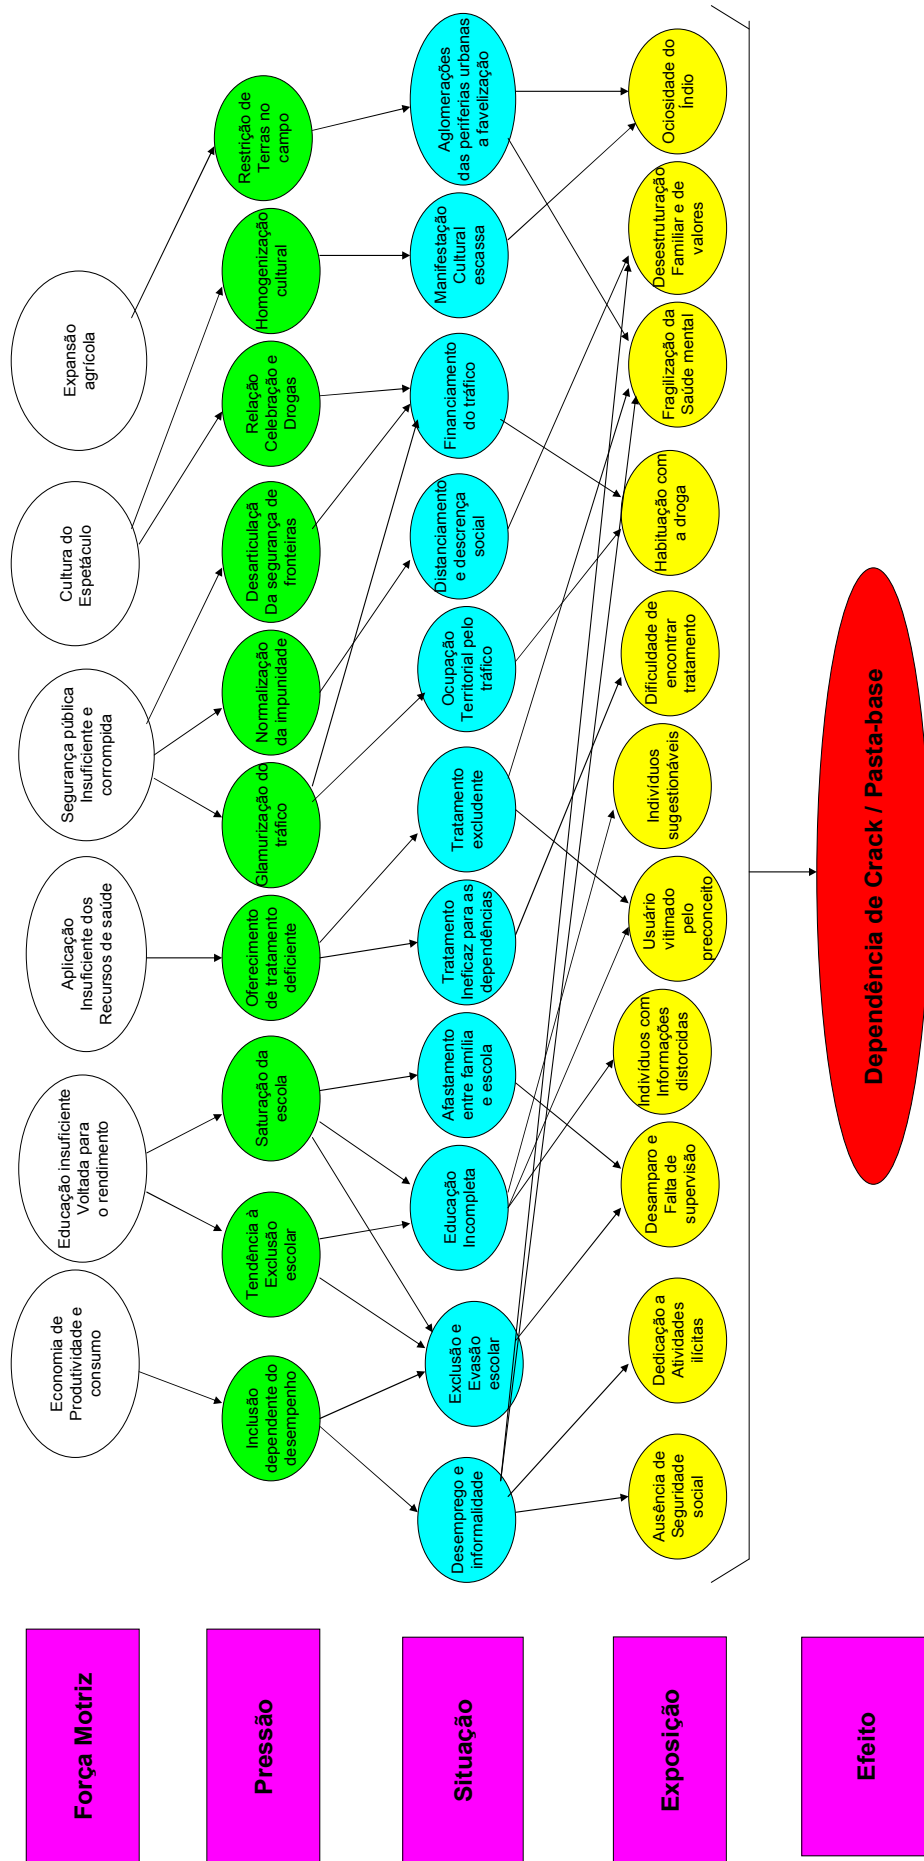 Força Motriz
Economia de
Produtividade e
consumo
Educação insuficiente
Voltada para
o rendimento
Aplicação
Insuficiente dos
Recursos de saúde
Segurança pública
Insuficiente e
corrompida
Cultura do
Espetáculo
Expansão
agrícola
Pressão
Inclusão
dependente do
desempenho
Tendência à
Exclusão
escolar
Saturação da
escola
Oferecimento
de tratamento
deficiente
Glamurização do
tráfico
Normalização
da impunidade
Desarticulaçã
Da segurança de
fronteiras
Relação
Celebração e
Drogas
Homogenização
cultural
Restrição de
Terras no
campo
Situação
Desemprego e
informalidade
Exclusão e
Evasão
escolar
Educação
Incompleta
Afastamento
entre família
e escola
Tratamento
Ineficaz para as
dependências
Tratamento
excludente
Ocupação
Territorial pelo
tráfico
Distanciamento
e descrença
social
Financiamento
do tráfico
Manifestação
Cultural
escassa
Aglomerações
das periferias urbanas
a favelização
Exposição
Ausência de
Seguridade
social
Dedicação a
Atividades
ilícitas
Desamparo e
Falta de
supervisão
Indivíduos com
Informações
distorcidas
Usuário
vitimado
pelo
preconceito
Indivíduos
sugestionáveis
Dificuldade de
encontrar
tratamento
Habituação com
a droga
Fragilização da
Saúde mental
Desestruturação
Familiar e de
valores
Ociosidade do
Índio
Efeito
Dependência de Crack / Pasta-base